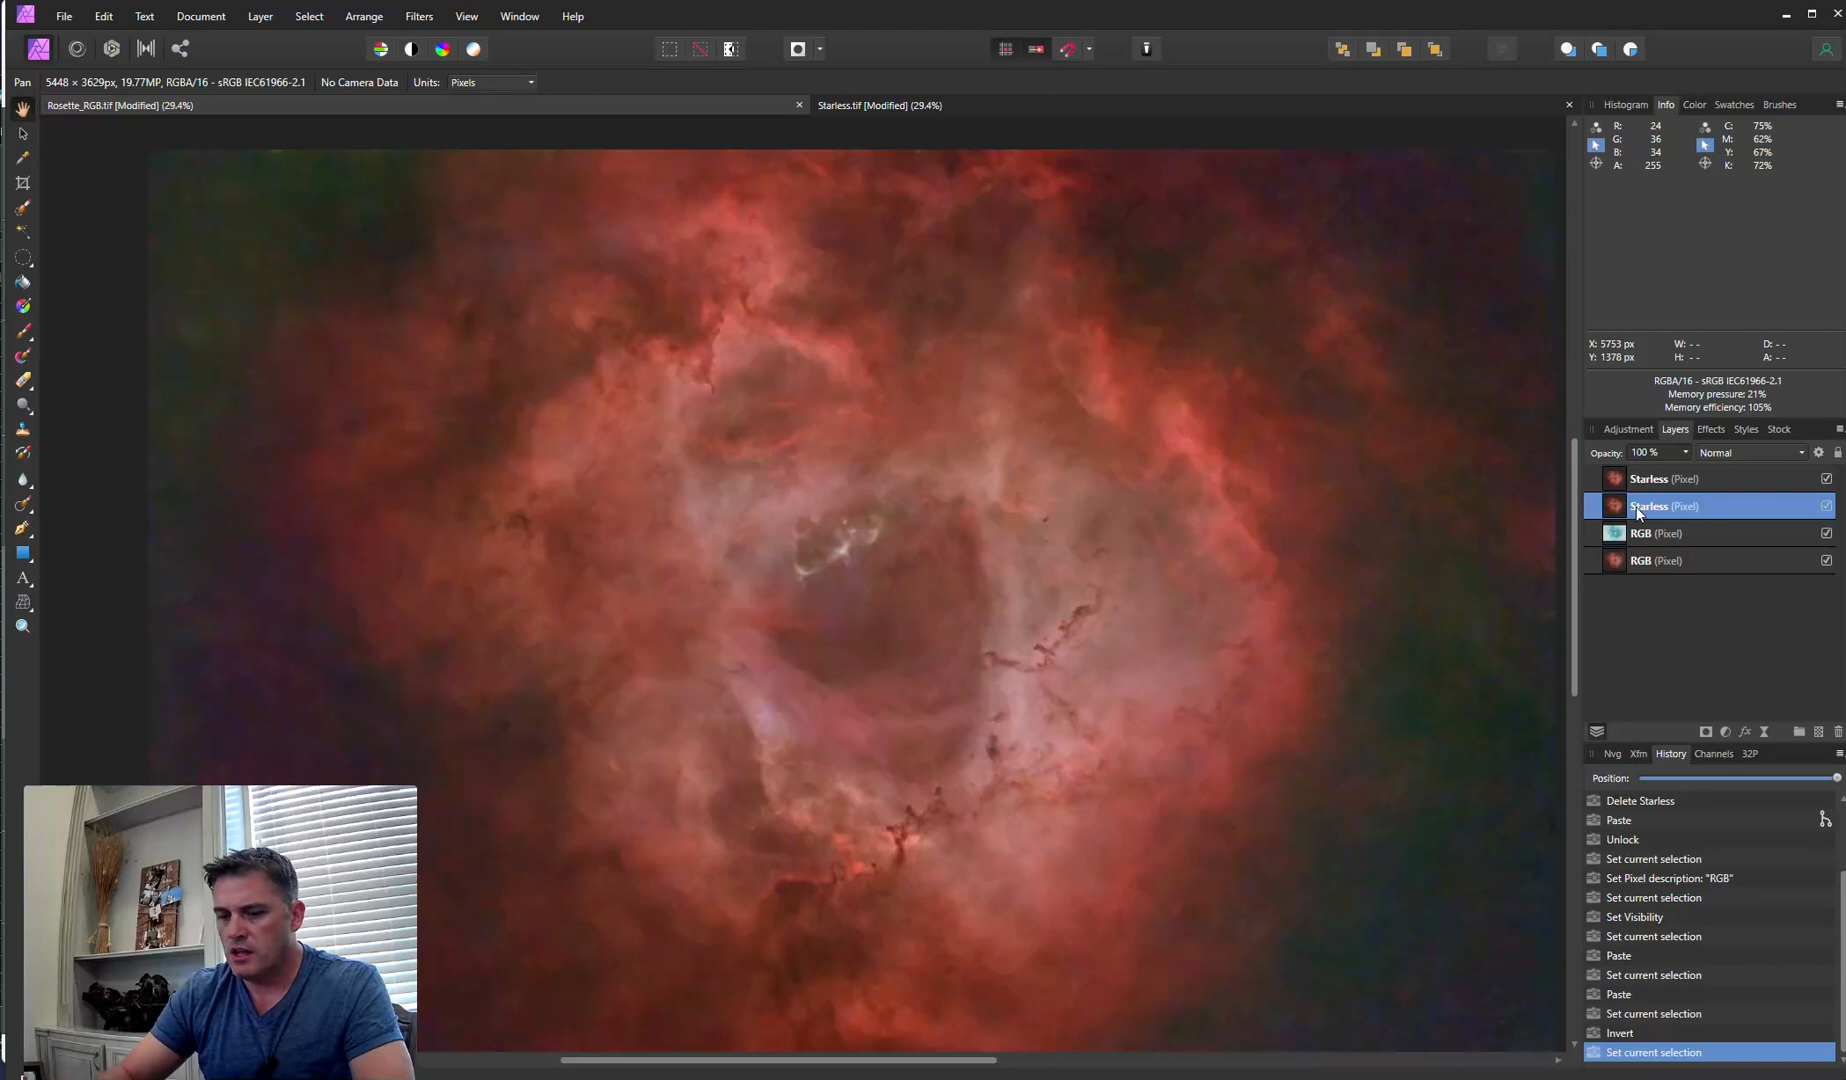 File Edit Text Document Layer Select Arrange Filters View Window Help
Pan 5448 × 3629px, 19.77MP, RGBA/16 - sRGB IEC61966-2.1 No Camera Data Units: Pixels
Rosette_RGB.tif [Modified] (29.4%) Starless.tif [Modified] (29.4%)
Histogram Info Color Swatches Brushes
R: 24 C: 75%
G: 36 M: 62%
B: 34 Y: 67%
A: 255 K: 72%
X: 5753 px W: - - D: - -
Y: 1378 px H: - - A: - -
RGBA/16 - sRGB IEC61966-2.1
Memory pressure: 21%
Memory efficiency: 105%
Adjustment Layers Effects Styles Stock
Opacity: 100 % Normal
Starless (Pixel)
Starless (Pixel)
RGB (Pixel)
RGB (Pixel)
Nvg Xfm History Channels 32P
Position:
Delete Starless
Paste
Unlock
Set current selection
Set Pixel description: "RGB"
Set current selection
Set Visibility
Set current selection
Paste
Set current selection
Paste
Set current selection
Invert
Set current selection